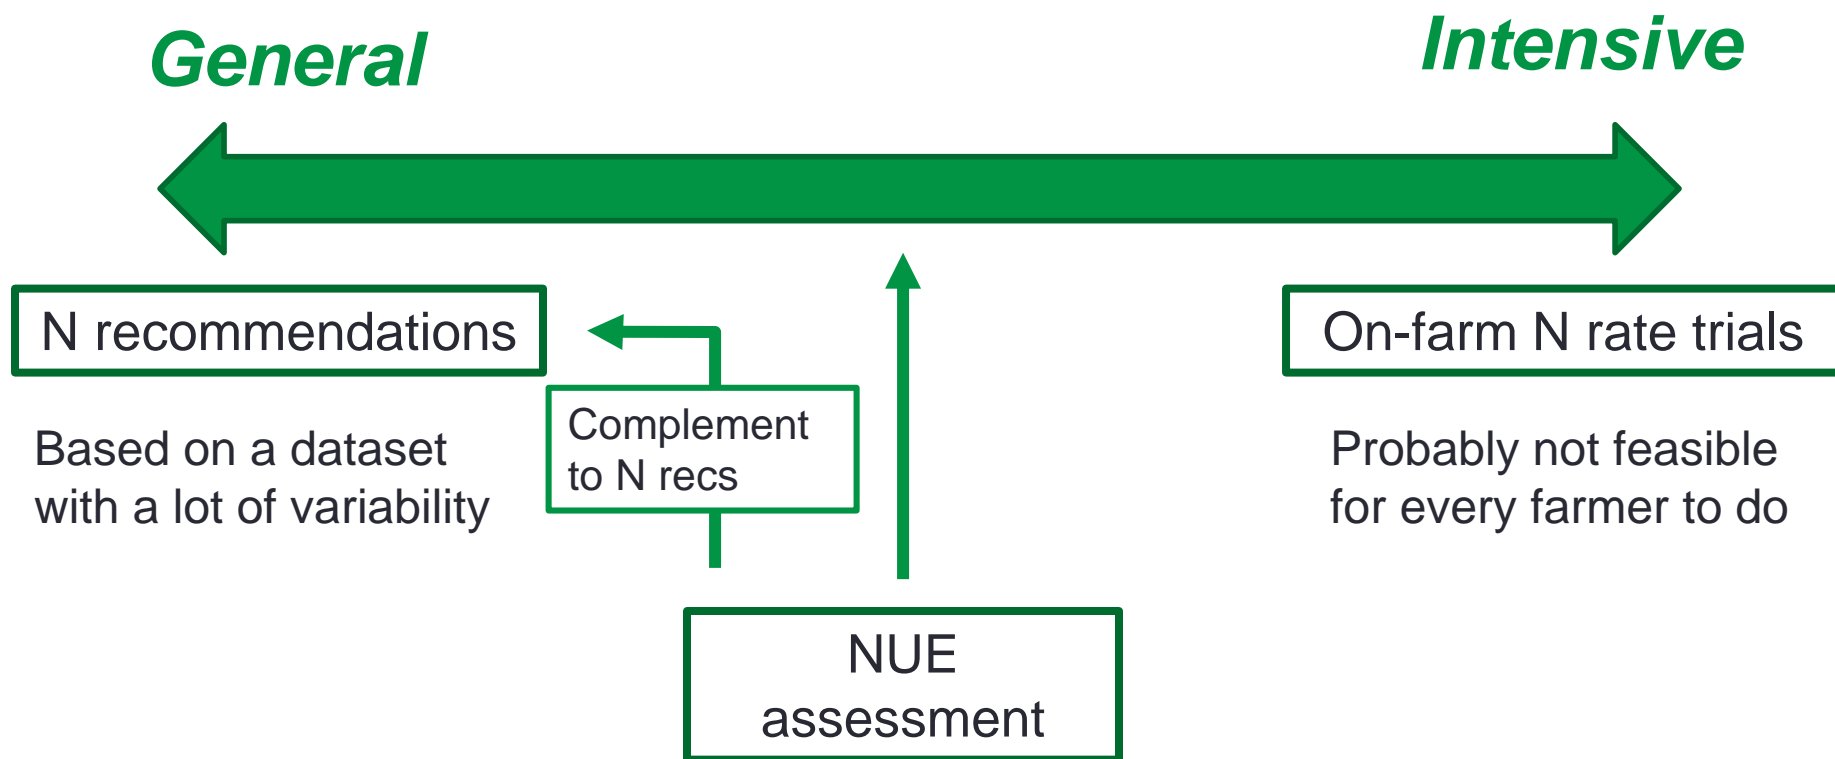 General
Intensive
N recommendations
On-farm N rate trials
Based on a dataset
with a lot of variability
Complement
to N recs
Probably not feasible
for every farmer to do
NUE
assessment